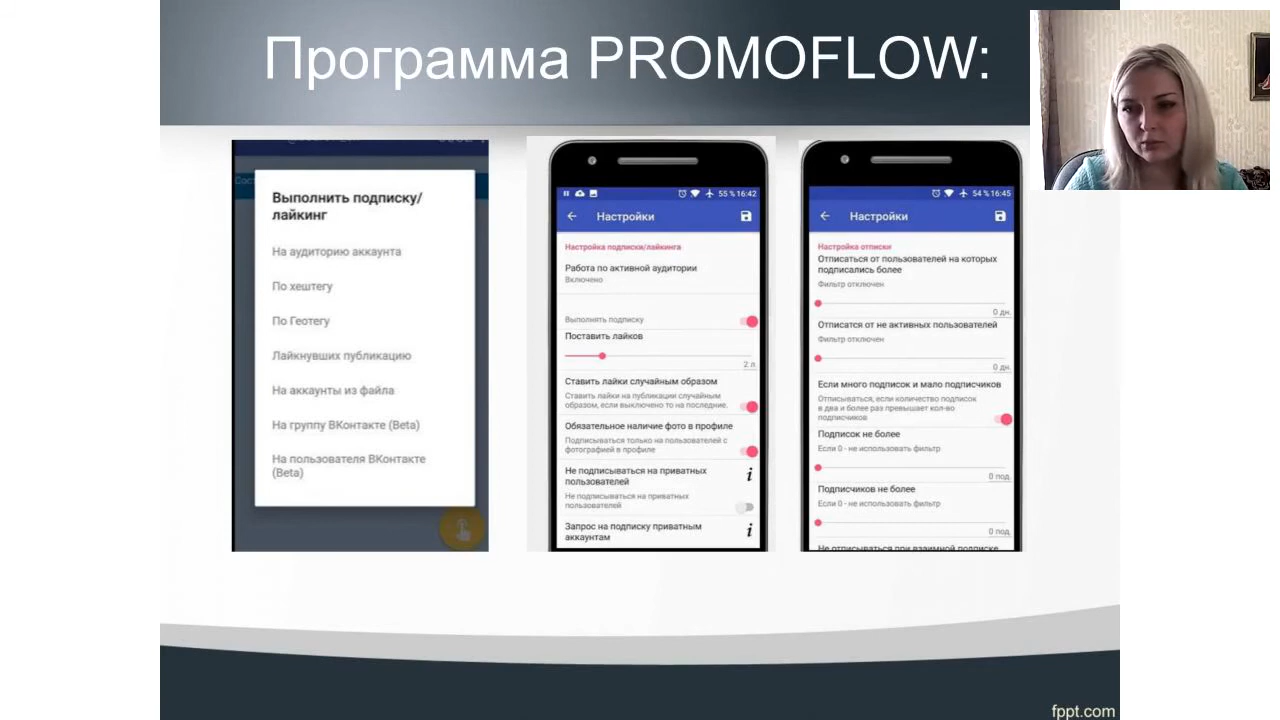 Программа PROMOFLOW:
Выполнить подписку/
лайкинг
На аудиторию аккаунта
По хештегу
По Геотегу
Лайкнувших публикацию
На аккаунты из файла
На группу ВКонтакте (Beta)
На пользователя ВКонтакте
(Beta)
55 % 16:42
Настройки
Настройка подписки/лайкинга
Работа по активной аудитории
Включено
Выполнять подписку
Поставить лайков
2 л
Ставить лайки случайным образом
Ставить лайки на публикации случайным
образом, если выключено то на последние.
Обязательное наличие фото в профиле
Подписываться только на пользователей с
фотографией в профиле
Не подписываться на приватных
пользователей
Не подписываться на приватных
пользователей
Запрос на подписку приватным
аккаунтам
54 % 16:45
Настройки
Настройка отписки
Отписаться от пользователей на которых
подписались более
Фильтр отключен
0 дн.
Отписатся от не активных пользователей
Фильтр отключен
0 дн.
Если много подписок и мало подписчиков
Отписываться, если количество подписок
в два и более раз превышает кол-во
подписчиков
Подписок не более
Если 0 - не использовать фильтр
0 под.
Подписчиков не более
Если 0 - не использовать фильтр
0 под.
Не отписываться при взаимной подписке
fppt.com